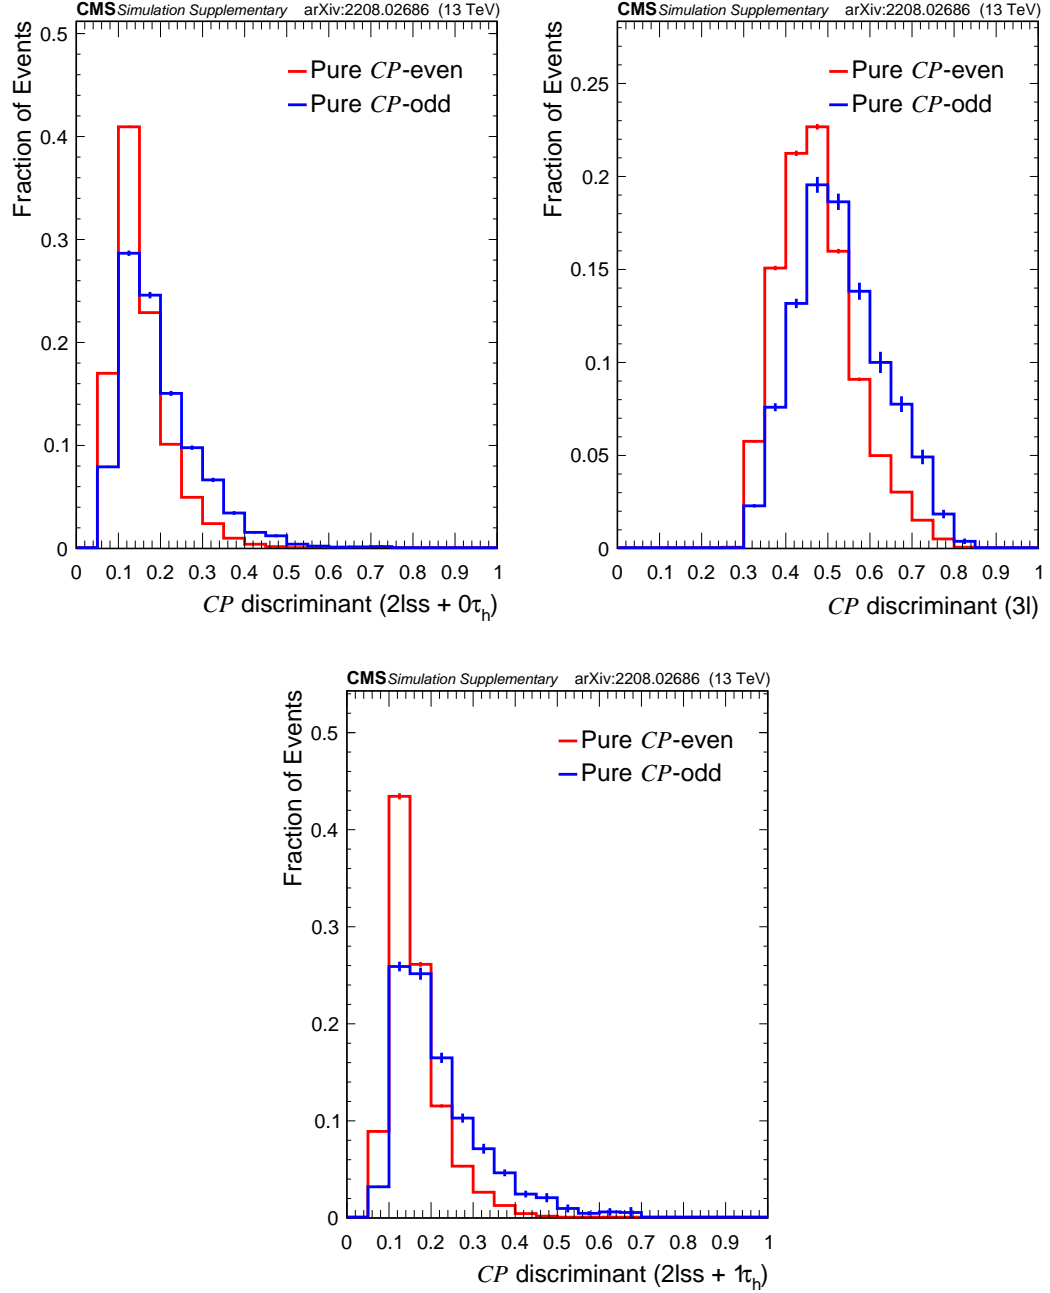 CMS Simulation Supplementary arXiv:2208.02686 (13 TeV)
Fraction of Events
Pure CP-even
Pure CP-odd
0.5
0.4
0.3
0.2
0.1
0
0 0.1 0.2 0.3 0.4 0.5 0.6 0.7 0.8 0.9 1
CP discriminant (2lss + 0τh)
CMS Simulation Supplementary arXiv:2208.02686 (13 TeV)
Fraction of Events
Pure CP-even
Pure CP-odd
0.25
0.2
0.15
0.1
0.05
0
0 0.1 0.2 0.3 0.4 0.5 0.6 0.7 0.8 0.9 1
CP discriminant (3l)
CMS Simulation Supplementary arXiv:2208.02686 (13 TeV)
Fraction of Events
Pure CP-even
Pure CP-odd
0.5
0.4
0.3
0.2
0.1
0
0 0.1 0.2 0.3 0.4 0.5 0.6 0.7 0.8 0.9 1
CP discriminant (2lss + 1τh)